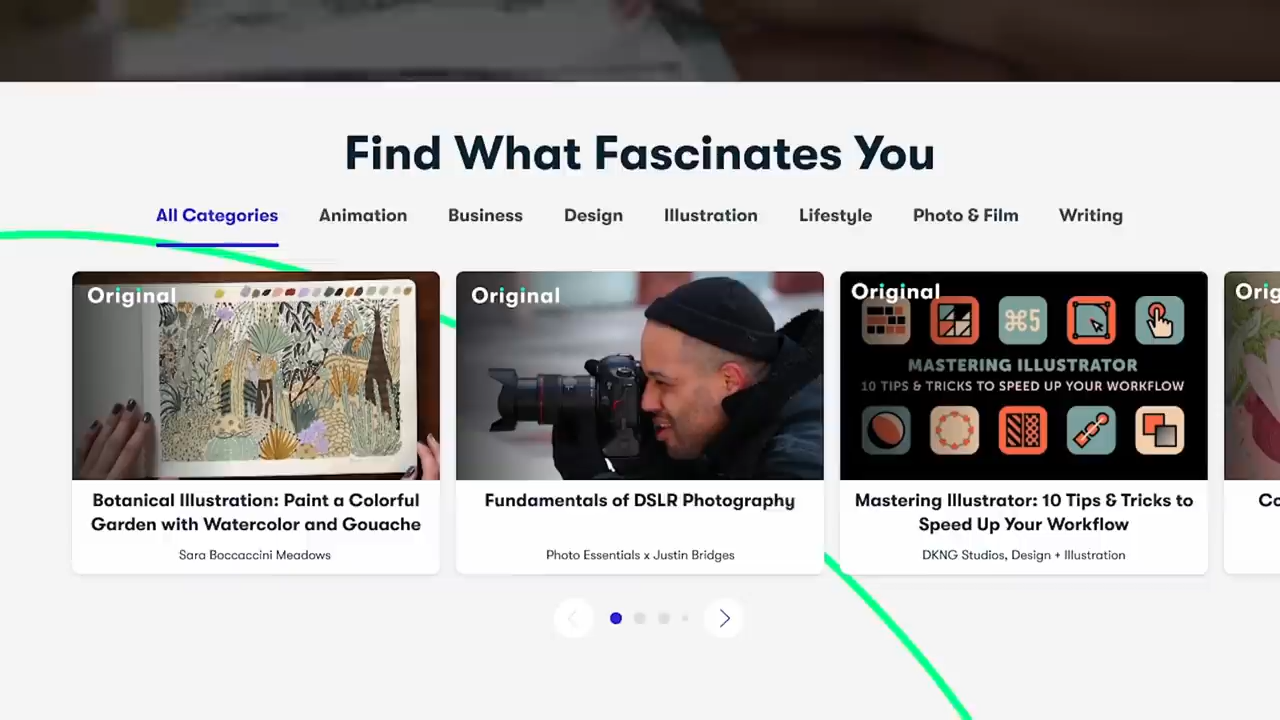 Find What Fascinates You
All Categories
Animation
Business
Design
Illustration
Lifestyle
Photo & Film
Writing
Original
Botanical Illustration: Paint a Colorful
Garden with Watercolor and Gouache
Sara Boccaccini Meadows
Original
Fundamentals of DSLR Photography
Photo Essentials x Justin Bridges
Original
⌘5
MASTERING ILLUSTRATOR
10 TIPS & TRICKS TO SPEED UP YOUR WORKFLOW
Mastering Illustrator: 10 Tips & Tricks to
Speed Up Your Workflow
DKNG Studios, Design + Illustration